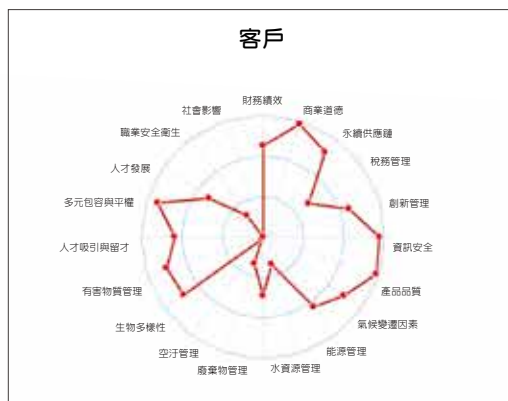 客戶
財務績效
商業道德
永續供應鏈
稅務管理
創新管理
資訊安全
產品品質
氣候變遷因素
能源管理
水資源管理
廢棄物管理
空汙管理
生物多樣性
有害物質管理
人才吸引與留才
多元包容與平權
人才發展
職業安全衛生
社會影響